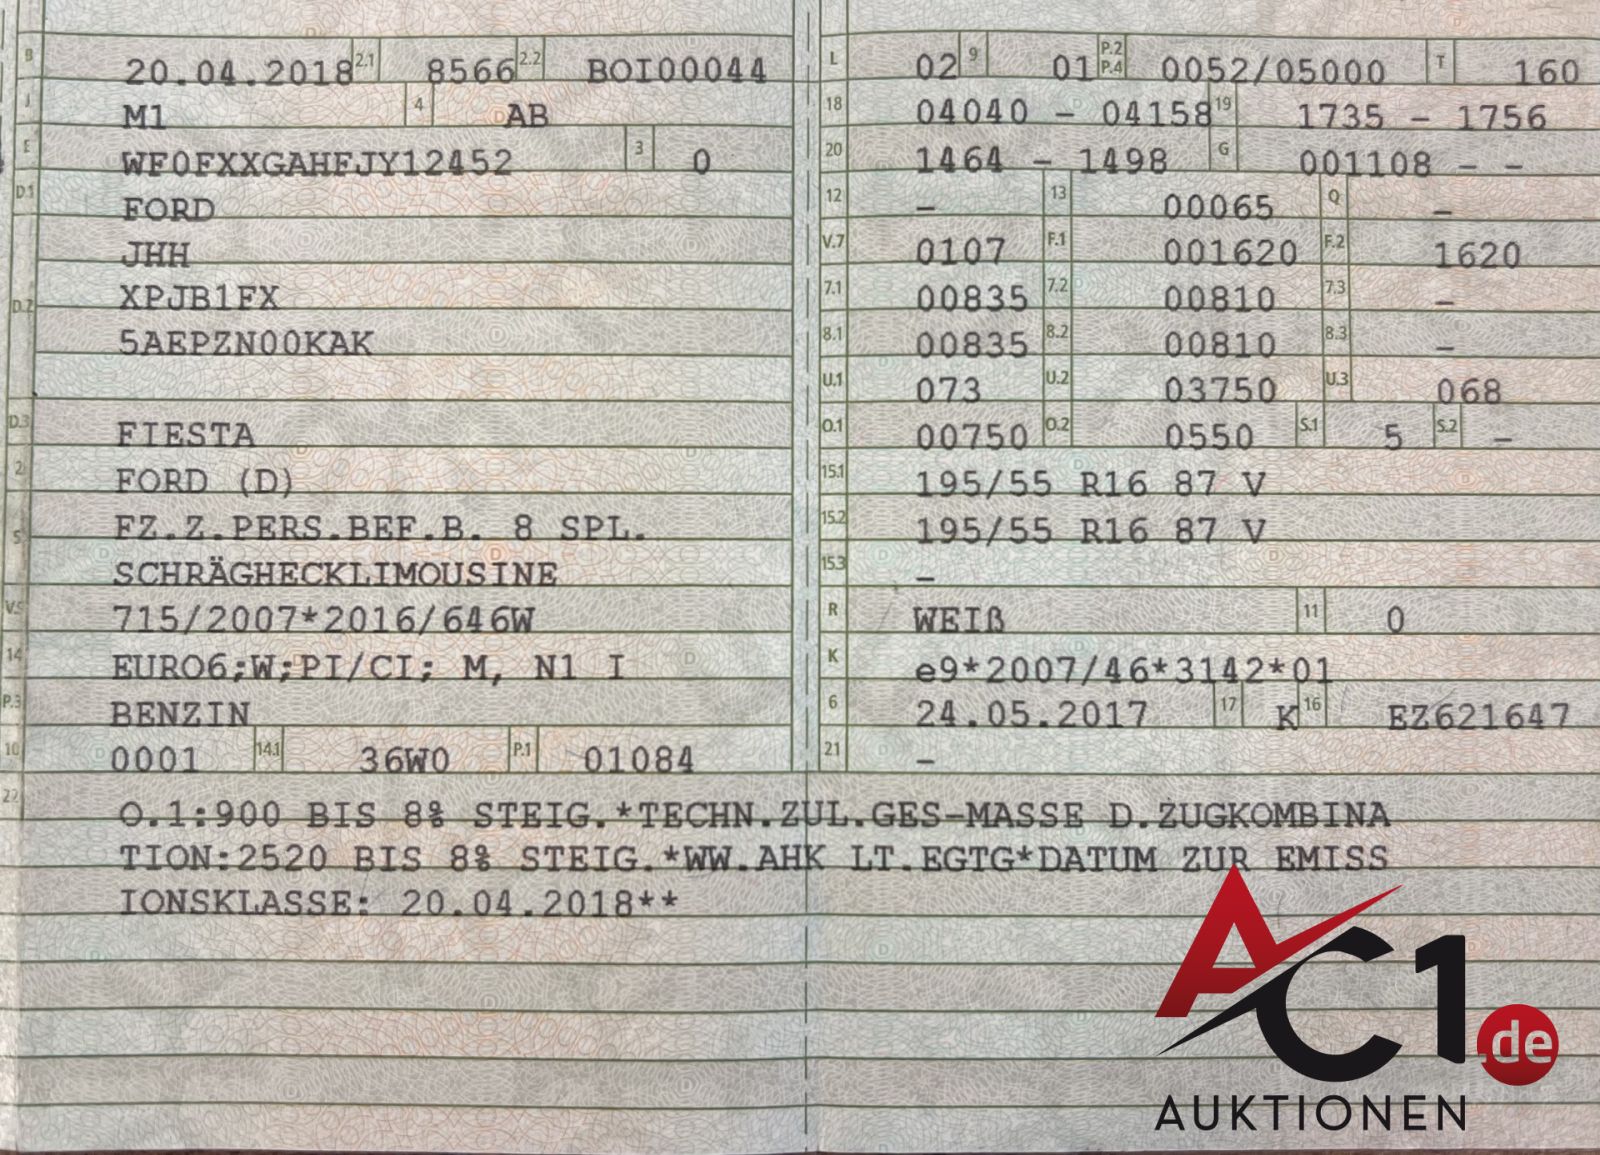 B 20.04.2018 2.1 8566 2.2 BOI00044
J M1 4 AB
E WF0FXXGAHFJY12452 3 0
D.1 FORD
JHH
D.2 XPJB1FX
5AEPZN00KAK
D.3 FIESTA
2 FORD (D)
FZ.Z.PERS.BEF.B. 8 SPL.
5 SCHRÄGHECKLIMOUSINE
V.9 715/2007*2016/646W
14 EURO6;W;PI/CI; M, N1 I
P.3 BENZIN
10 0001 14.1 36W0 P.1 01084
L 02 9 01 P.2 P.4 0052/05000 T 160
18 04040 - 04158 19 1735 - 1756
20 1464 - 1498 G 001108 - -
12 - 13 00065 Q -
V.7 0107 F.1 001620 F.2 1620
7.1 00835 7.2 00810 7.3 -
8.1 00835 8.2 00810 8.3 -
U.1 073 U.2 03750 U.3 068
O.1 00750 O.2 0550 S.1 5 S.2 -
15.1 195/55 R16 87 V
15.2 195/55 R16 87 V
15.3 -
R WEIß 11 0
K e9*2007/46*3142*01
6 24.05.2017 17 K 16 EZ621647
21 -
22 O.1:900 BIS 8% STEIG.*TECHN.ZUL.GES-MASSE D.ZUGKOMBINA
TION:2520 BIS 8% STEIG.*WW.AHK LT.EGTG*DATUM ZUR EMISS
IONSKLASSE: 20.04.2018**
AC1.de
AUKTIONEN